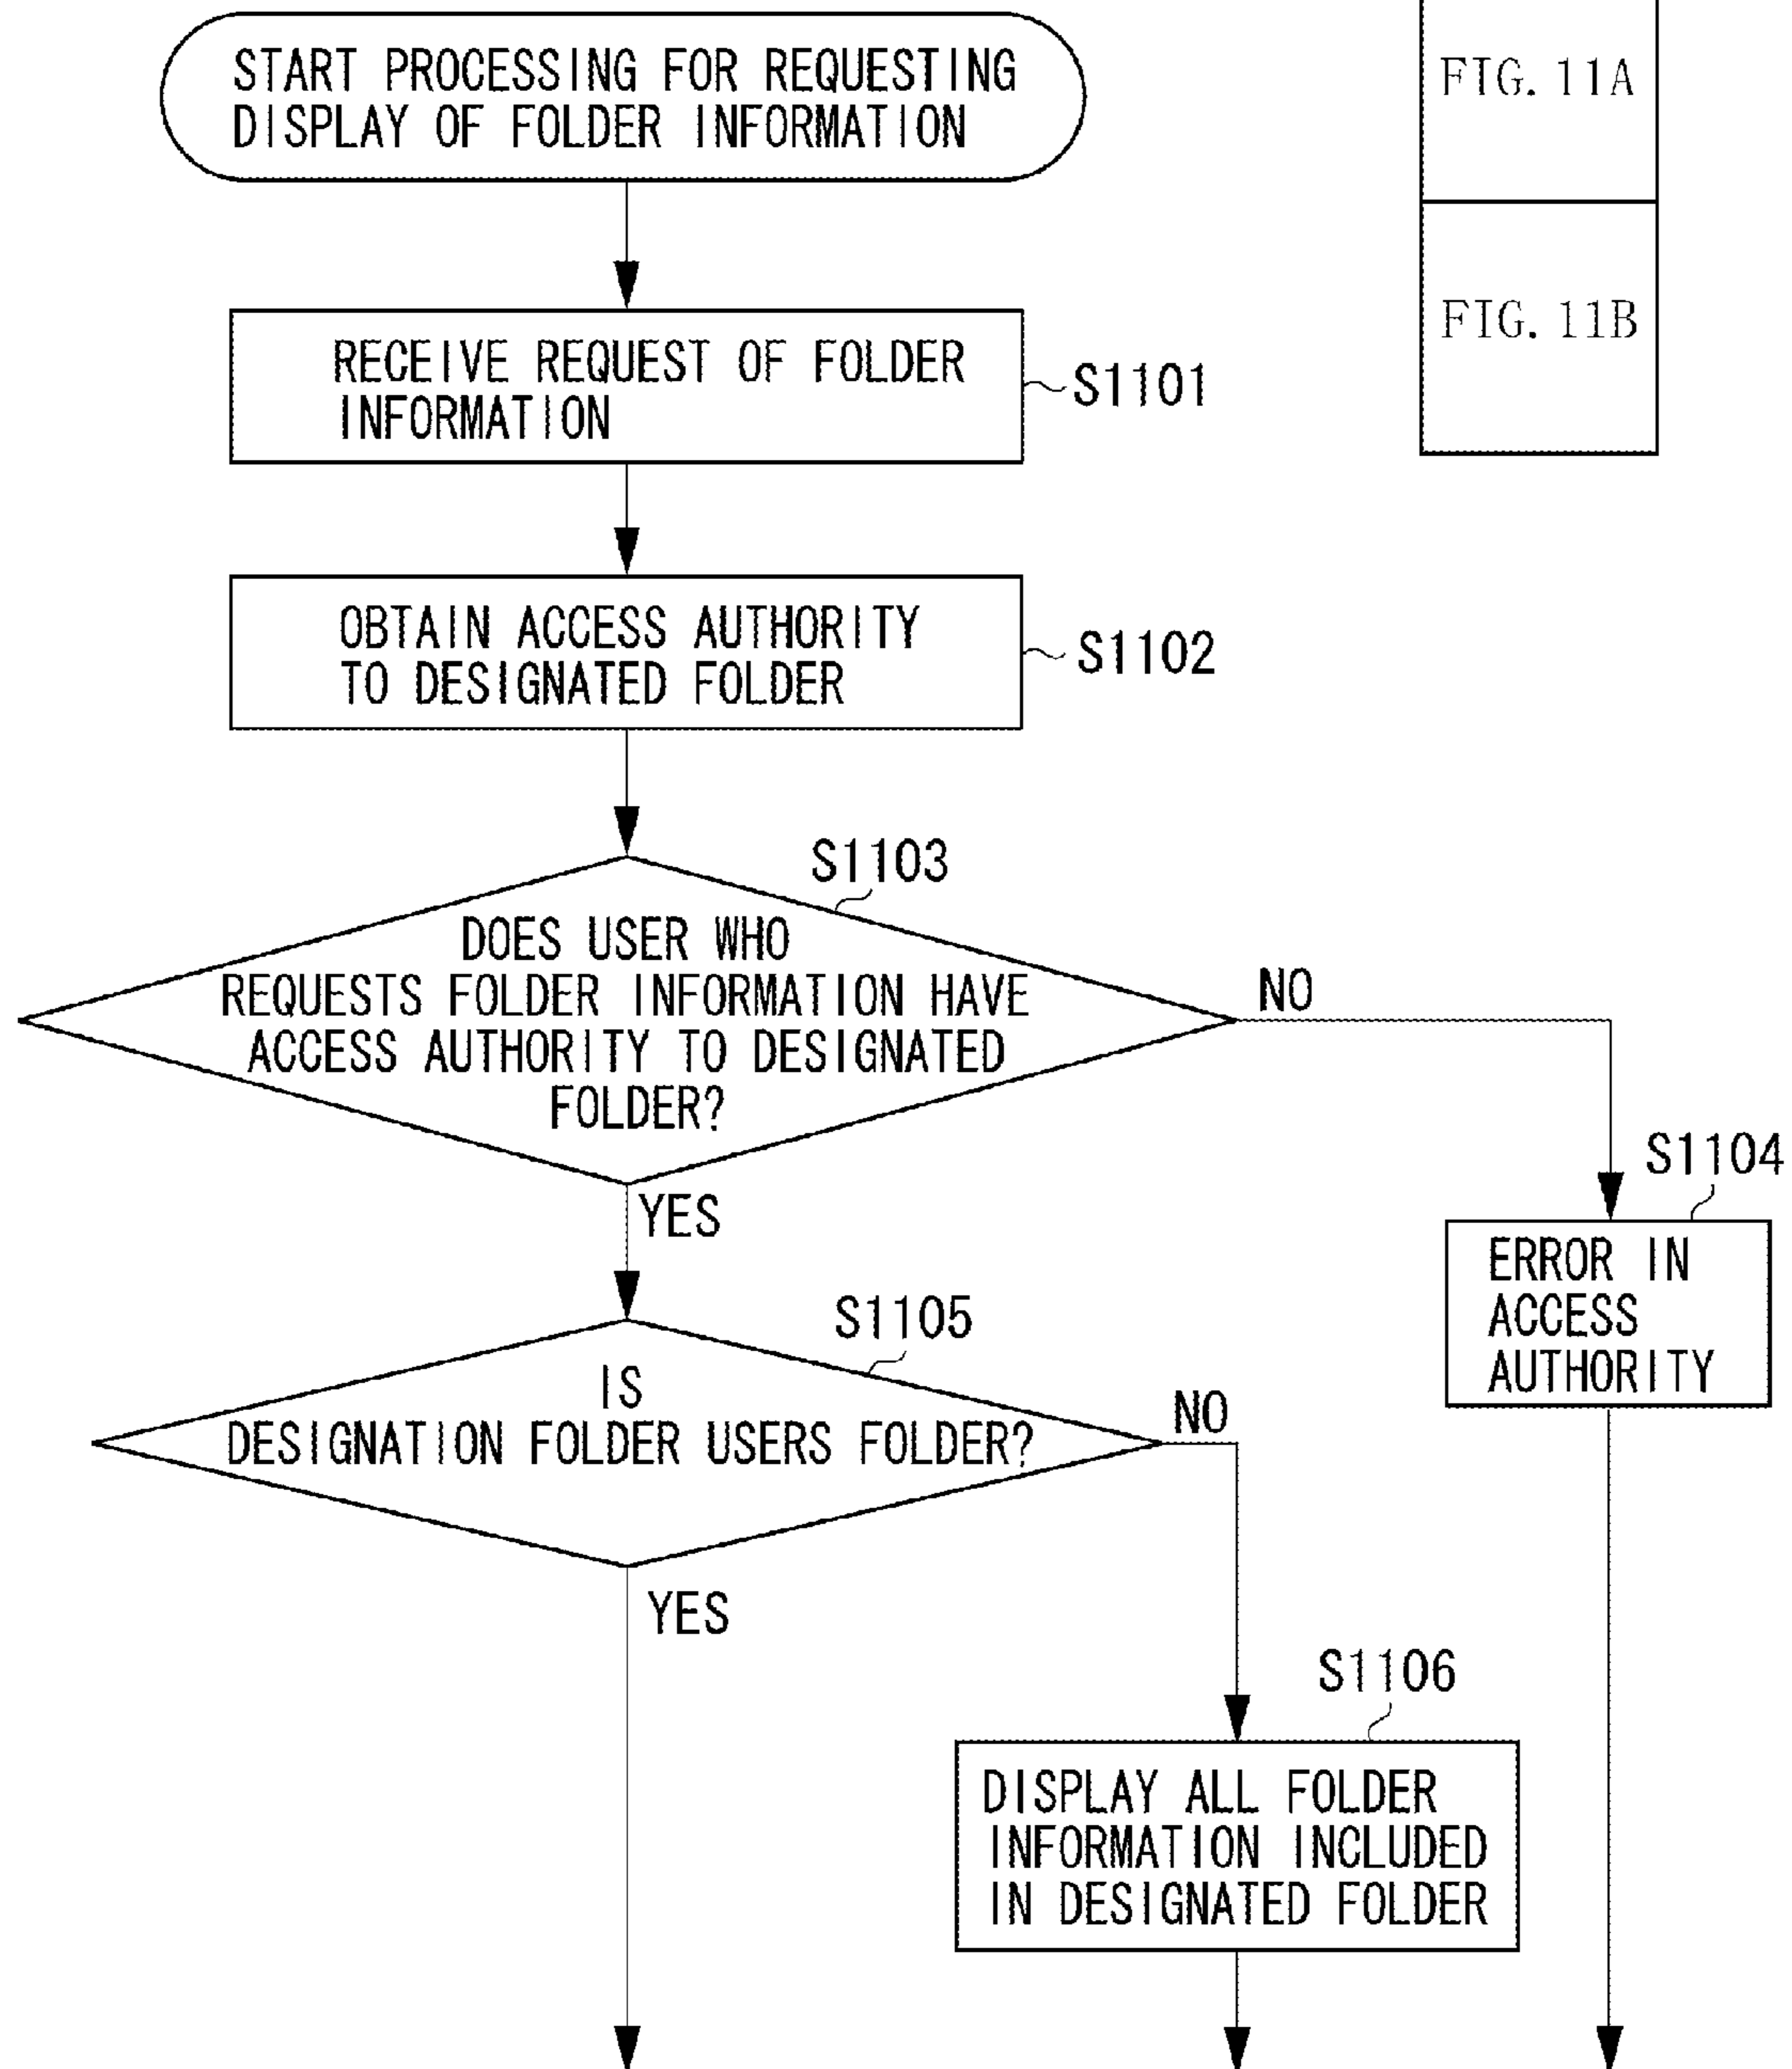 START PROCESSING FOR REQUESTING
DISPLAY OF FOLDER INFORMATION
FIG. 11A
FIG. 11B
RECEIVE REQUEST OF FOLDER
INFORMATION
S1101
OBTAIN ACCESS AUTHORITY
TO DESIGNATED FOLDER
S1102
S1103
DOES USER WHO
REQUESTS FOLDER INFORMATION HAVE
ACCESS AUTHORITY TO DESIGNATED
FOLDER?
NO
YES
S1104
ERROR IN
ACCESS
AUTHORITY
S1105
IS
DESIGNATION FOLDER USERS FOLDER?
NO
YES
S1106
DISPLAY ALL FOLDER
INFORMATION INCLUDED
IN DESIGNATED FOLDER